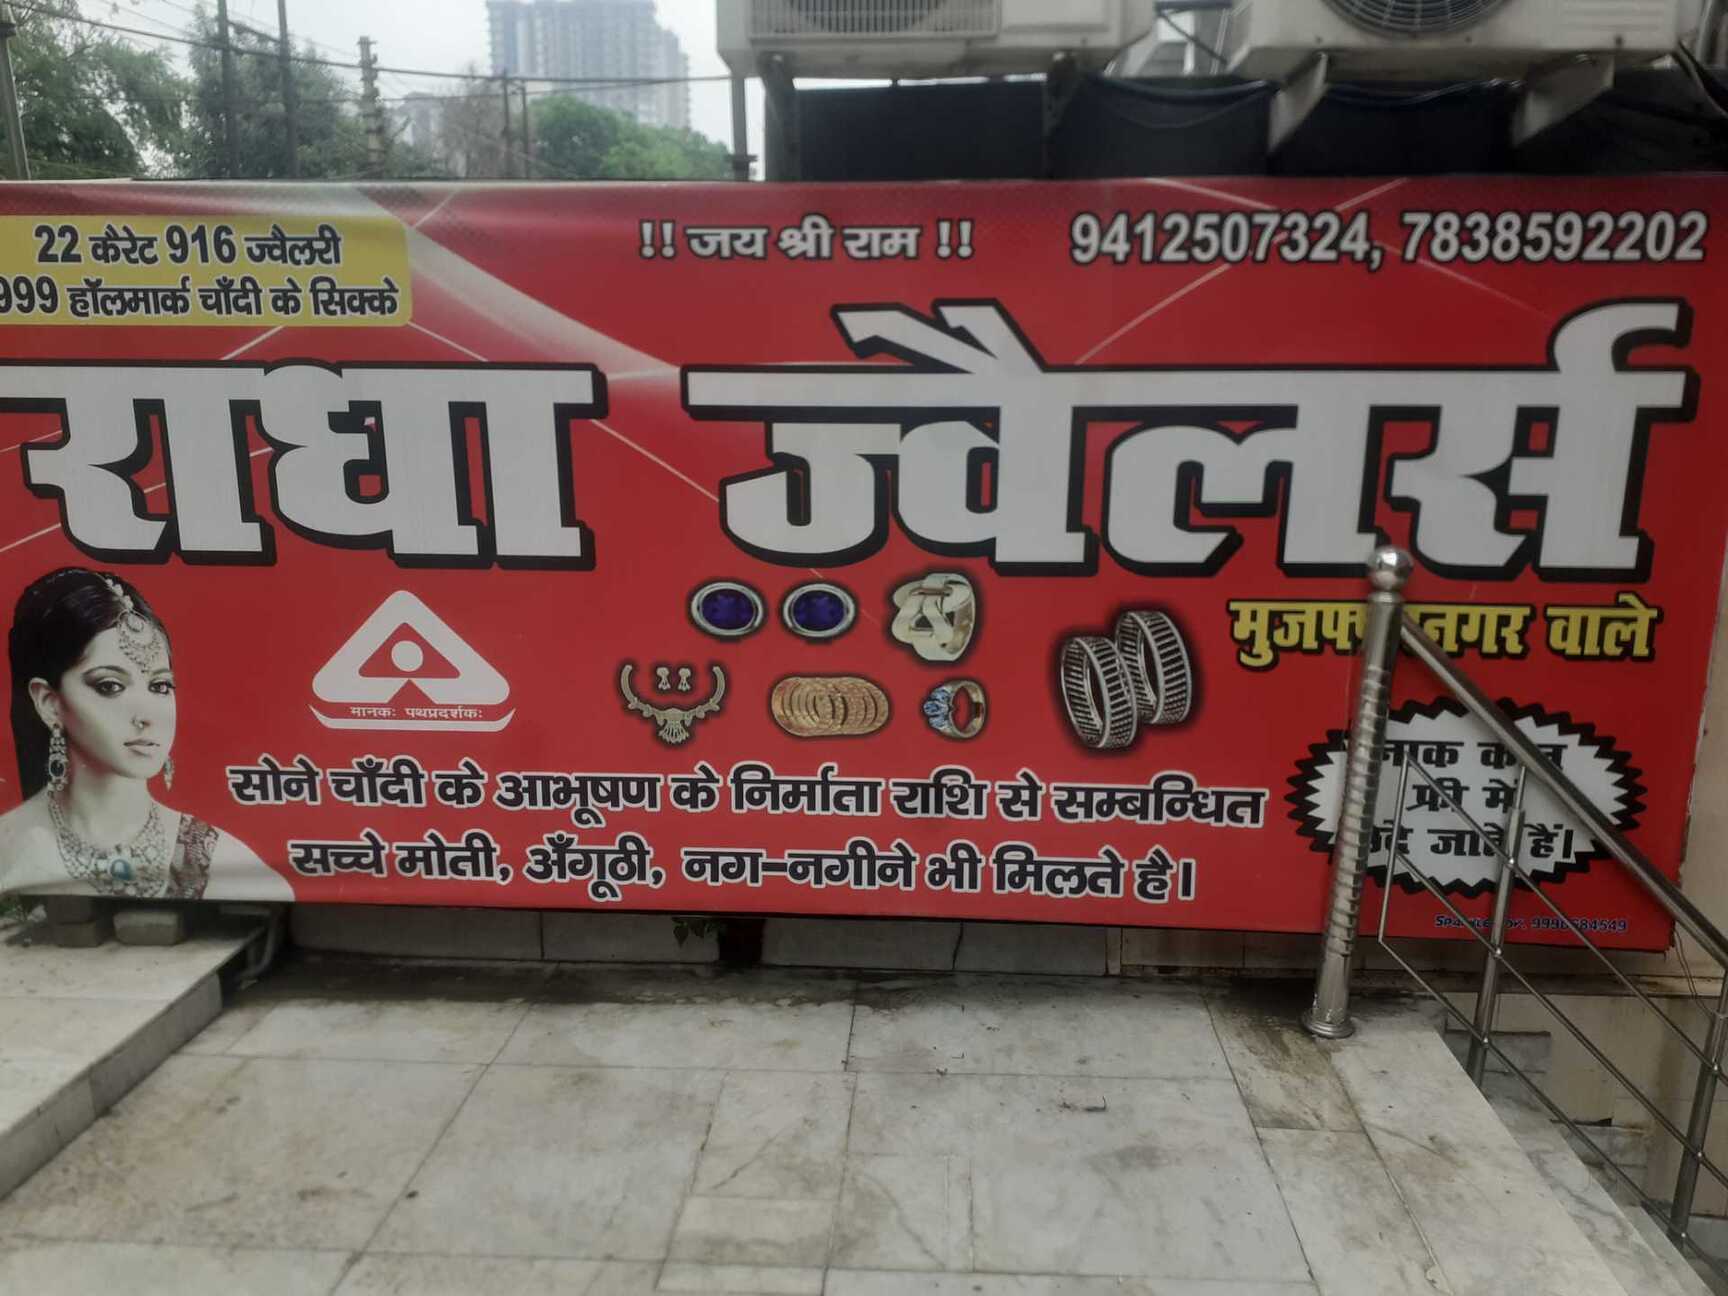 22 कैरेट 916 ज्वैलरी
999 हॉलमार्क चाँदी के सिक्के
!! जय श्री राम !!
9412507324, 7838592202
राधा ज्वैलर्स
वाले
मानकः पथप्रदर्शकः
सोने चाँदी के आभूषण के निर्माता राशि से सम्बन्धित
सच्चे मोती, अँगूठी, नग-नगीने भी मिलते है।
फ्री में
जाते हैं।